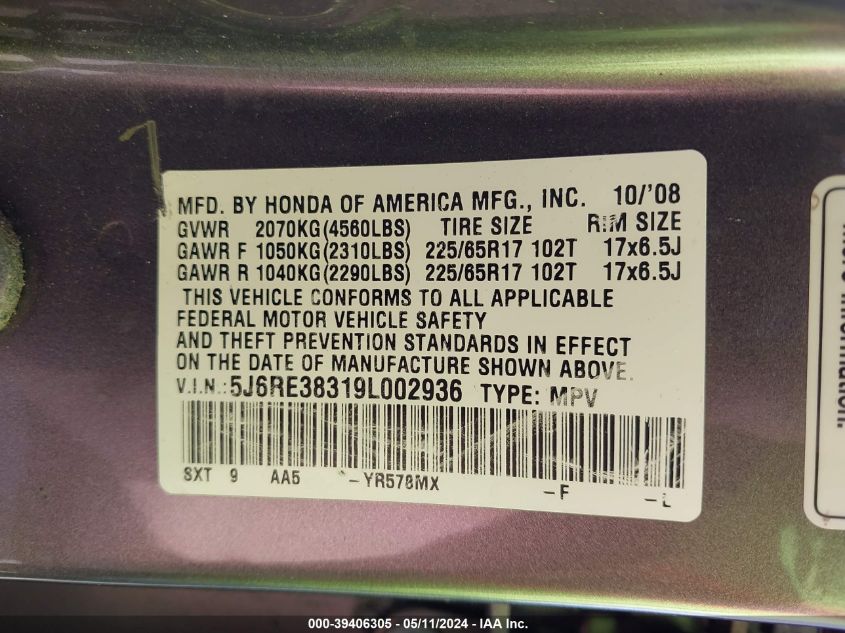 MFD. BY HONDA OF AMERICA MFG., INC. 10/'08
GVWR 2070KG(4560LBS) TIRE SIZE RIM SIZE
GAWR F 1050KG(2310LBS) 225/65R17 102T 17x6.5J
GAWR R 1040KG(2290LBS) 225/65R17 102T 17x6.5J
THIS VEHICLE CONFORMS TO ALL APPLICABLE
FEDERAL MOTOR VEHICLE SAFETY
AND THEFT PREVENTION STANDARDS IN EFFECT
ON THE DATE OF MANUFACTURE SHOWN ABOVE.
V.I.N.: 5J6RE38319L002936 TYPE: MPV
SXT 9 AA5 -YR578MX -F -L
information.
000-39406305 - 05/11/2024 - IAA Inc.